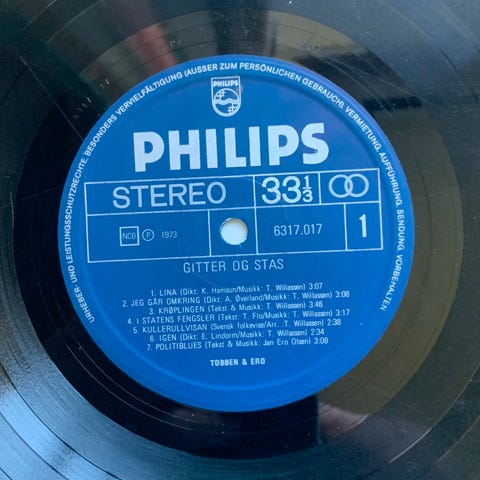 URHEBER- UND LEISTUNGSSCHUTZRECHTE, BESONDERS VERVIELFÄLTIGUNG (AUSSER ZUM PERSÖNLICHEN GEBRAUCH), VERMIETUNG, AUFFÜHRUNG, SENDUNG, VORBEHALTEN
PHILIPS
PHILIPS
STEREO 33 1/3
NCB P 1973 6317.017 1
GITTER OG STAS
1. LINA (Dikt: K. Hamsun/Musikk: T. Willassen) 3:07
2. JEG GÅR OMKRING (Dikt: A. Øverland/Musikk: T. Willassen) 3:06
3. KRØPLINGEN (Tekst & Musikk: T. Willassen) 3:46
4. I STATENS FENGSLER (Tekst: T. Flo/Musikk: T. Willassen) 3:17
5. KULLERULLVISAN (Svensk folkevise/Arr. :T. Willassen) 2:38
6. IGEN (Dikt: E. Lindorm/Musikk: T. Willassen) 2:34
7. POLITIBLUES (Tekst & Musikk: Jan Ero Olsen) 3:09
TOBBEN & ERO